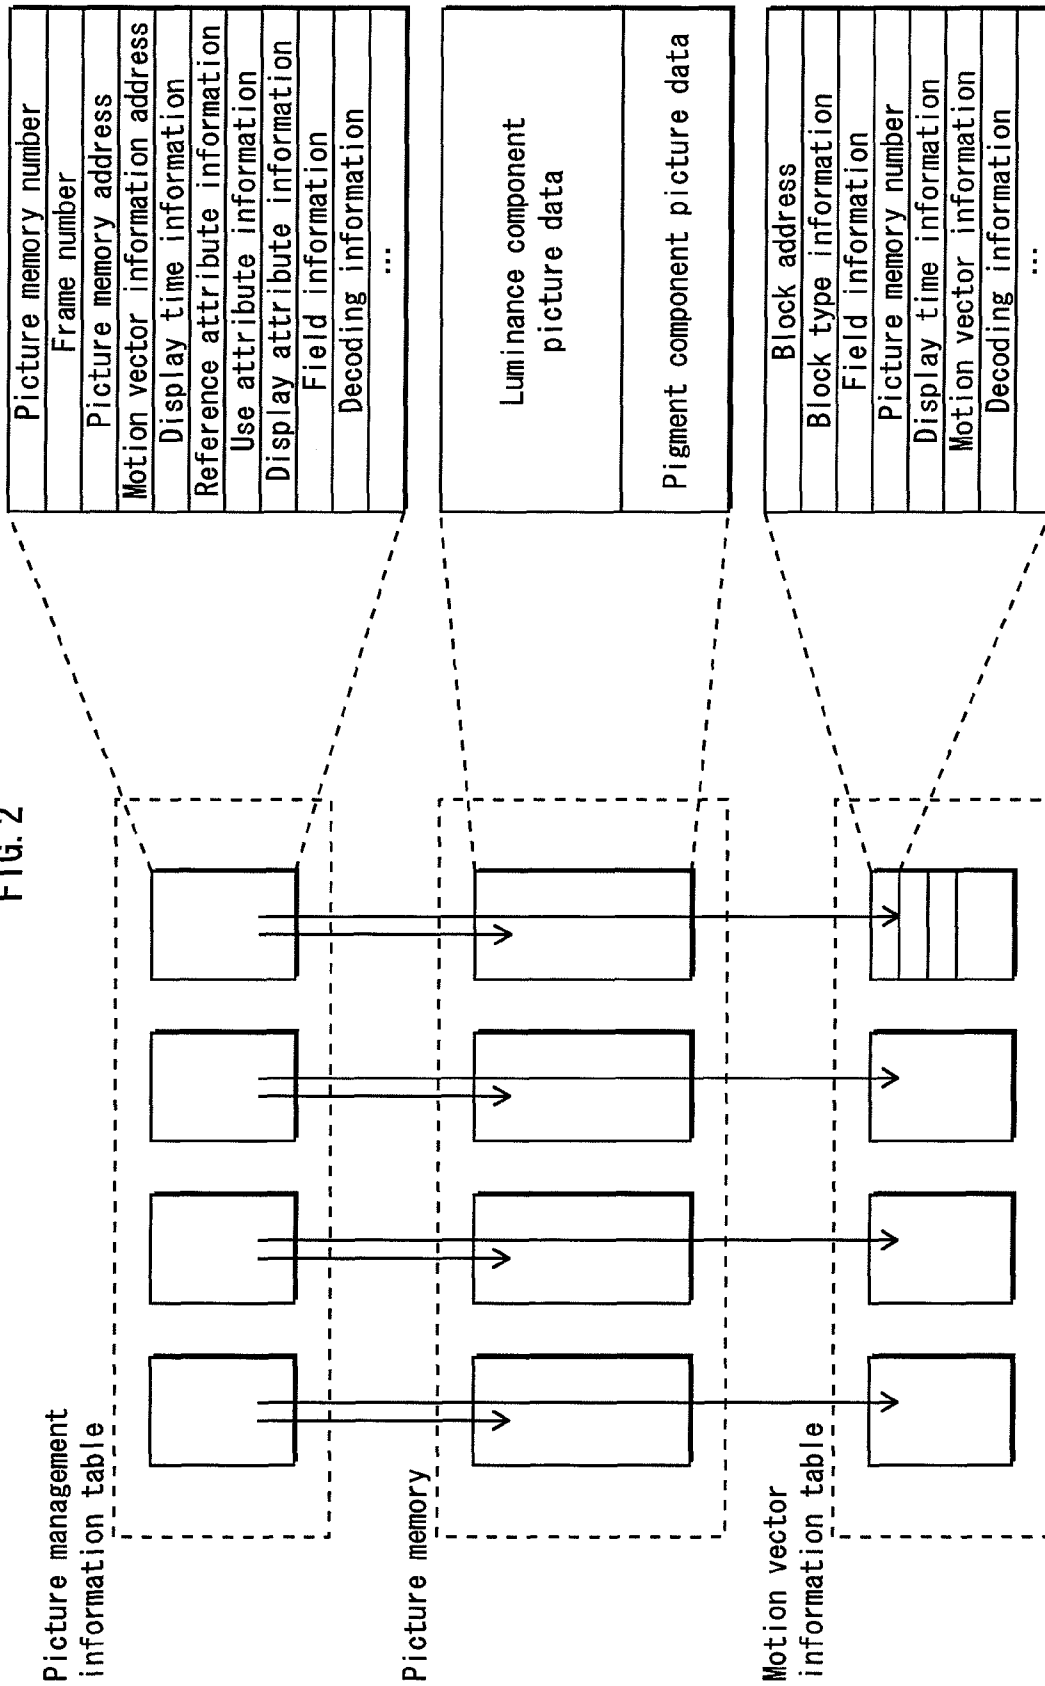 FIG. 2
Picture management
information table
Picture memory number
Frame number
Picture memory address
Motion vector information address
Display time information
Reference attribute information
Use attribute information
Display attribute information
Field information
Decoding information
...
Picture memory
Luminance component
picture data
Pigment component picture data
Motion vector
information table
Block address
Block type information
Field information
Picture memory number
Display time information
Motion vector information
Decoding information
...